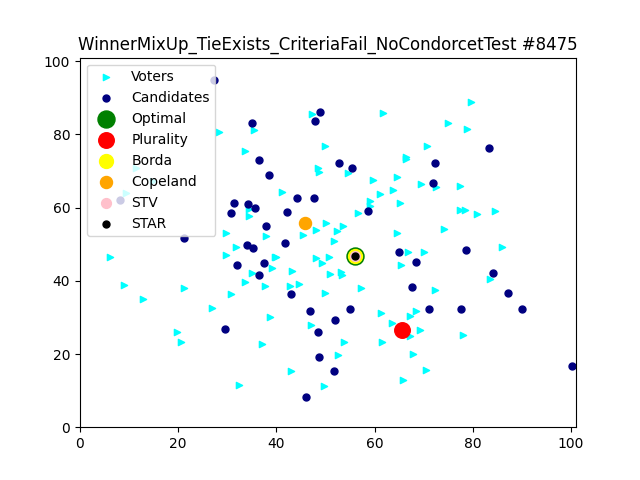 WinnerMixUp_TieExists_CriteriaFail_NoCondorcetTest #8475
100
80
60
40
20
0
0 20 40 60 80 100
Voters
Candidates
Optimal
Plurality
Borda
Copeland
STV
STAR